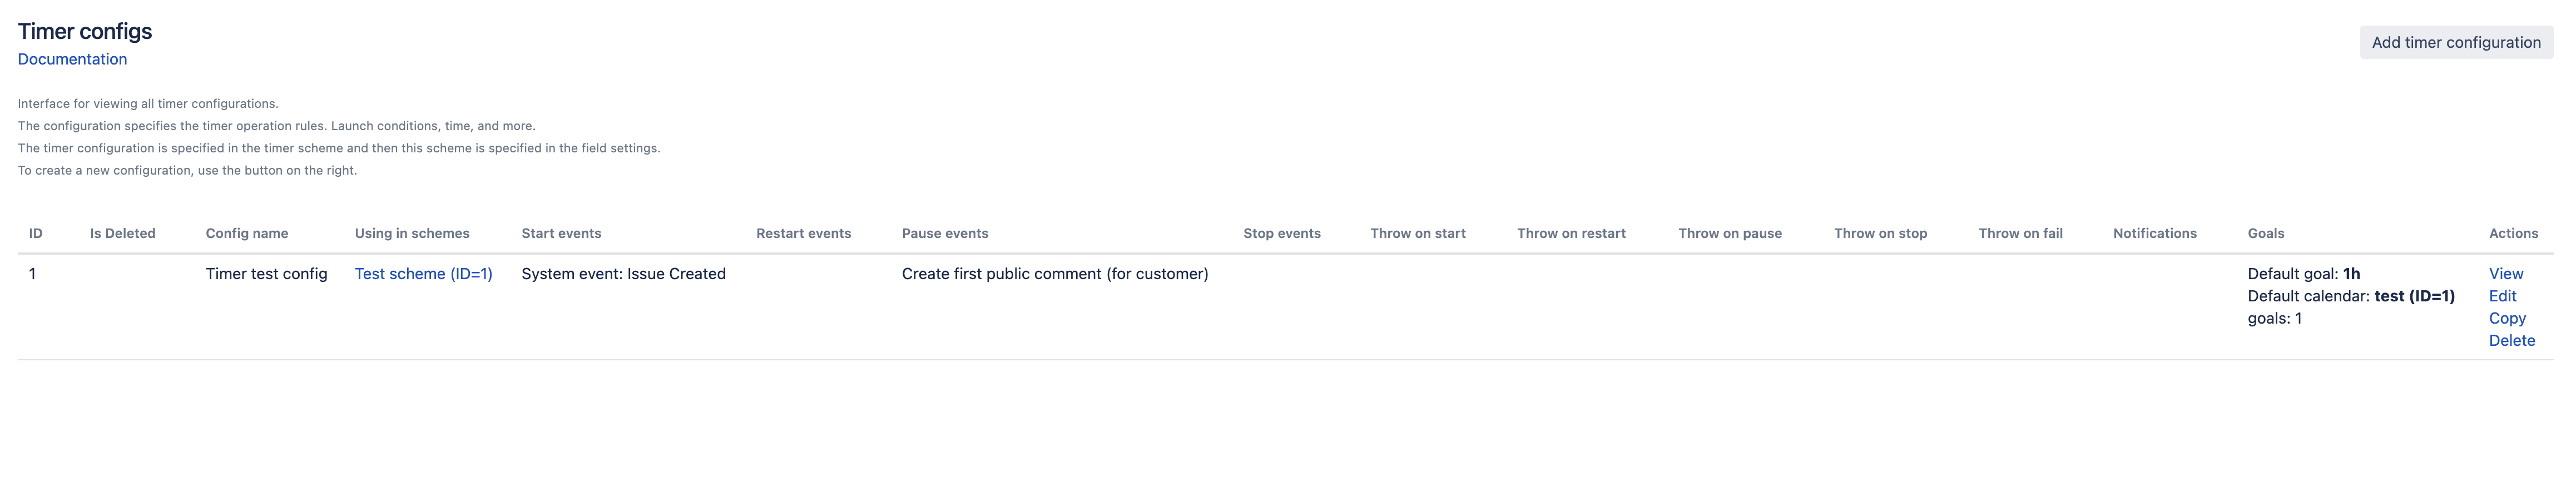 Timer configs
Documentation
Add timer configuration
Interface for viewing all timer configurations.
The configuration specifies the timer operation rules. Launch conditions, time, and more.
The timer configuration is specified in the timer scheme and then this scheme is specified in the field settings.
To create a new configuration, use the button on the right.
ID Is Deleted Config name Using in schemes Start events Restart events Pause events Stop events Throw on start Throw on restart Throw on pause Throw on stop Throw on fail Notifications Goals Actions
1 Timer test config Test scheme (ID=1) System event: Issue Created Create first public comment (for customer) Default goal: 1h View
Default calendar: test (ID=1) Edit
goals: 1 Copy
Delete